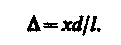 Δ = xd/l.